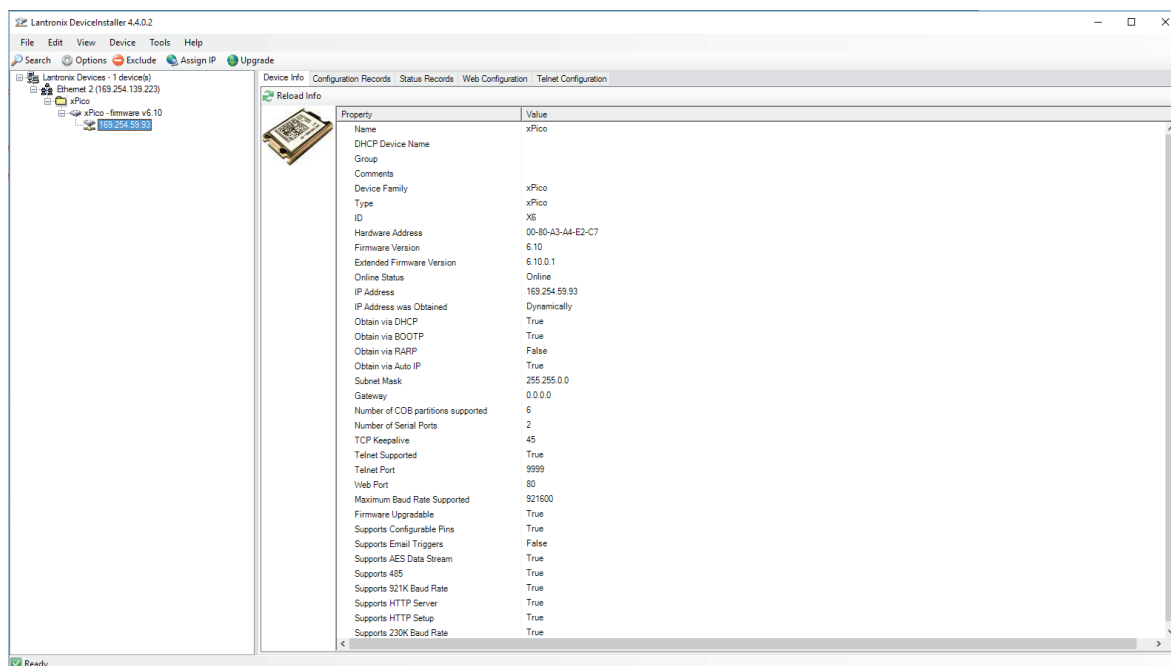 Lantronix DeviceInstaller 4.4.0.2
File Edit View Device Tools Help
Search Options Exclude Assign IP Upgrade
Lantronix Devices - 1 device(s)
Ethernet 2 (169.254.139.223)
xPico
xPico - firmware v6.10
169.254.59.93
Device Info Configuration Records Status Records Web Configuration Telnet Configuration
Reload Info
Property Value
Name xPico
DHCP Device Name
Group
Comments
Device Family xPico
Type xPico
ID X6
Hardware Address 00-80-A3-A4-E2-C7
Firmware Version 6.10
Extended Firmware Version 6.10.0.1
Online Status Online
IP Address 169.254.59.93
IP Address was Obtained Dynamically
Obtain via DHCP True
Obtain via BOOTP True
Obtain via RARP False
Obtain via Auto IP True
Subnet Mask 255.255.0.0
Gateway 0.0.0.0
Number of COB partitions supported 6
Number of Serial Ports 2
TCP Keepalive 45
Telnet Supported True
Telnet Port 9999
Web Port 80
Maximum Baud Rate Supported 921600
Firmware Upgradable True
Supports Configurable Pins True
Supports Email Triggers False
Supports AES Data Stream True
Supports 485 True
Supports 921K Baud Rate True
Supports HTTP Server True
Supports HTTP Setup True
Supports 230K Baud Rate True
Ready